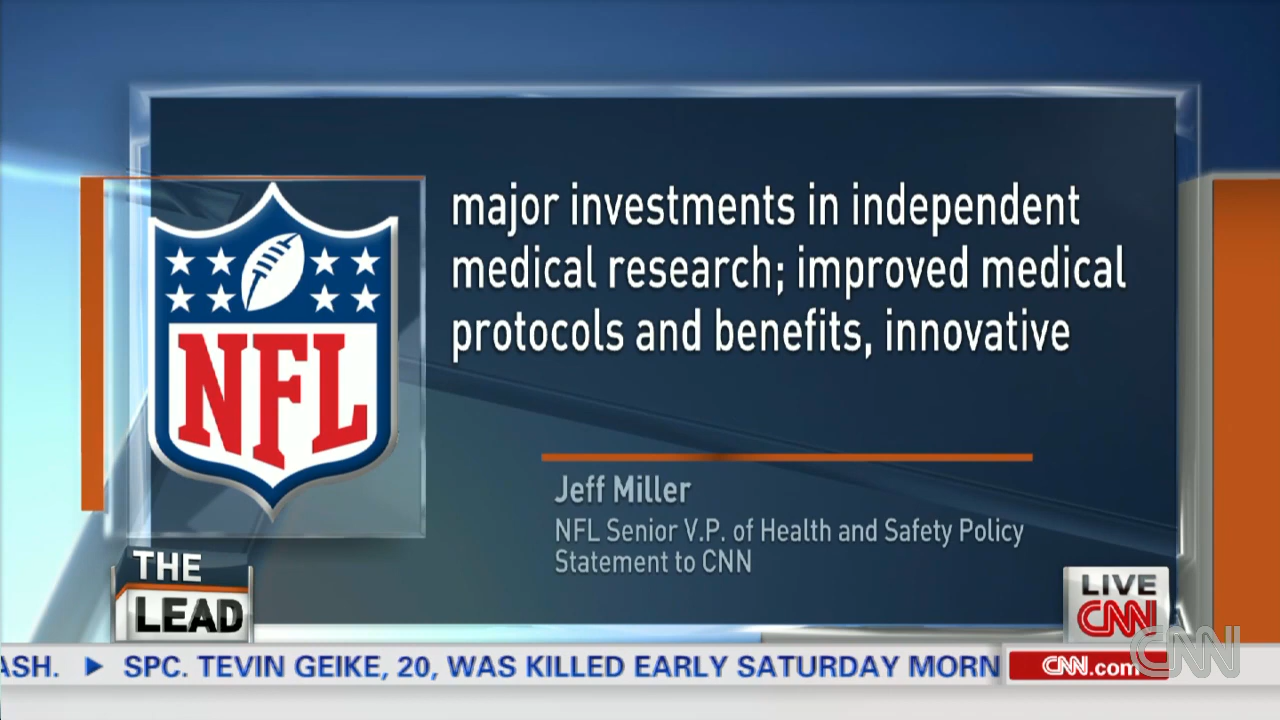 major investments in independent
medical research; improved medical
protocols and benefits, innovative
NFL
Jeff Miller
NFL Senior V.P. of Health and Safety Policy
Statement to CNN
THE
LEAD
LIVE
CNN
CNN
ASH. ▶ SPC. TEVIN GEIKE, 20, WAS KILLED EARLY SATURDAY MORN
CNN.com